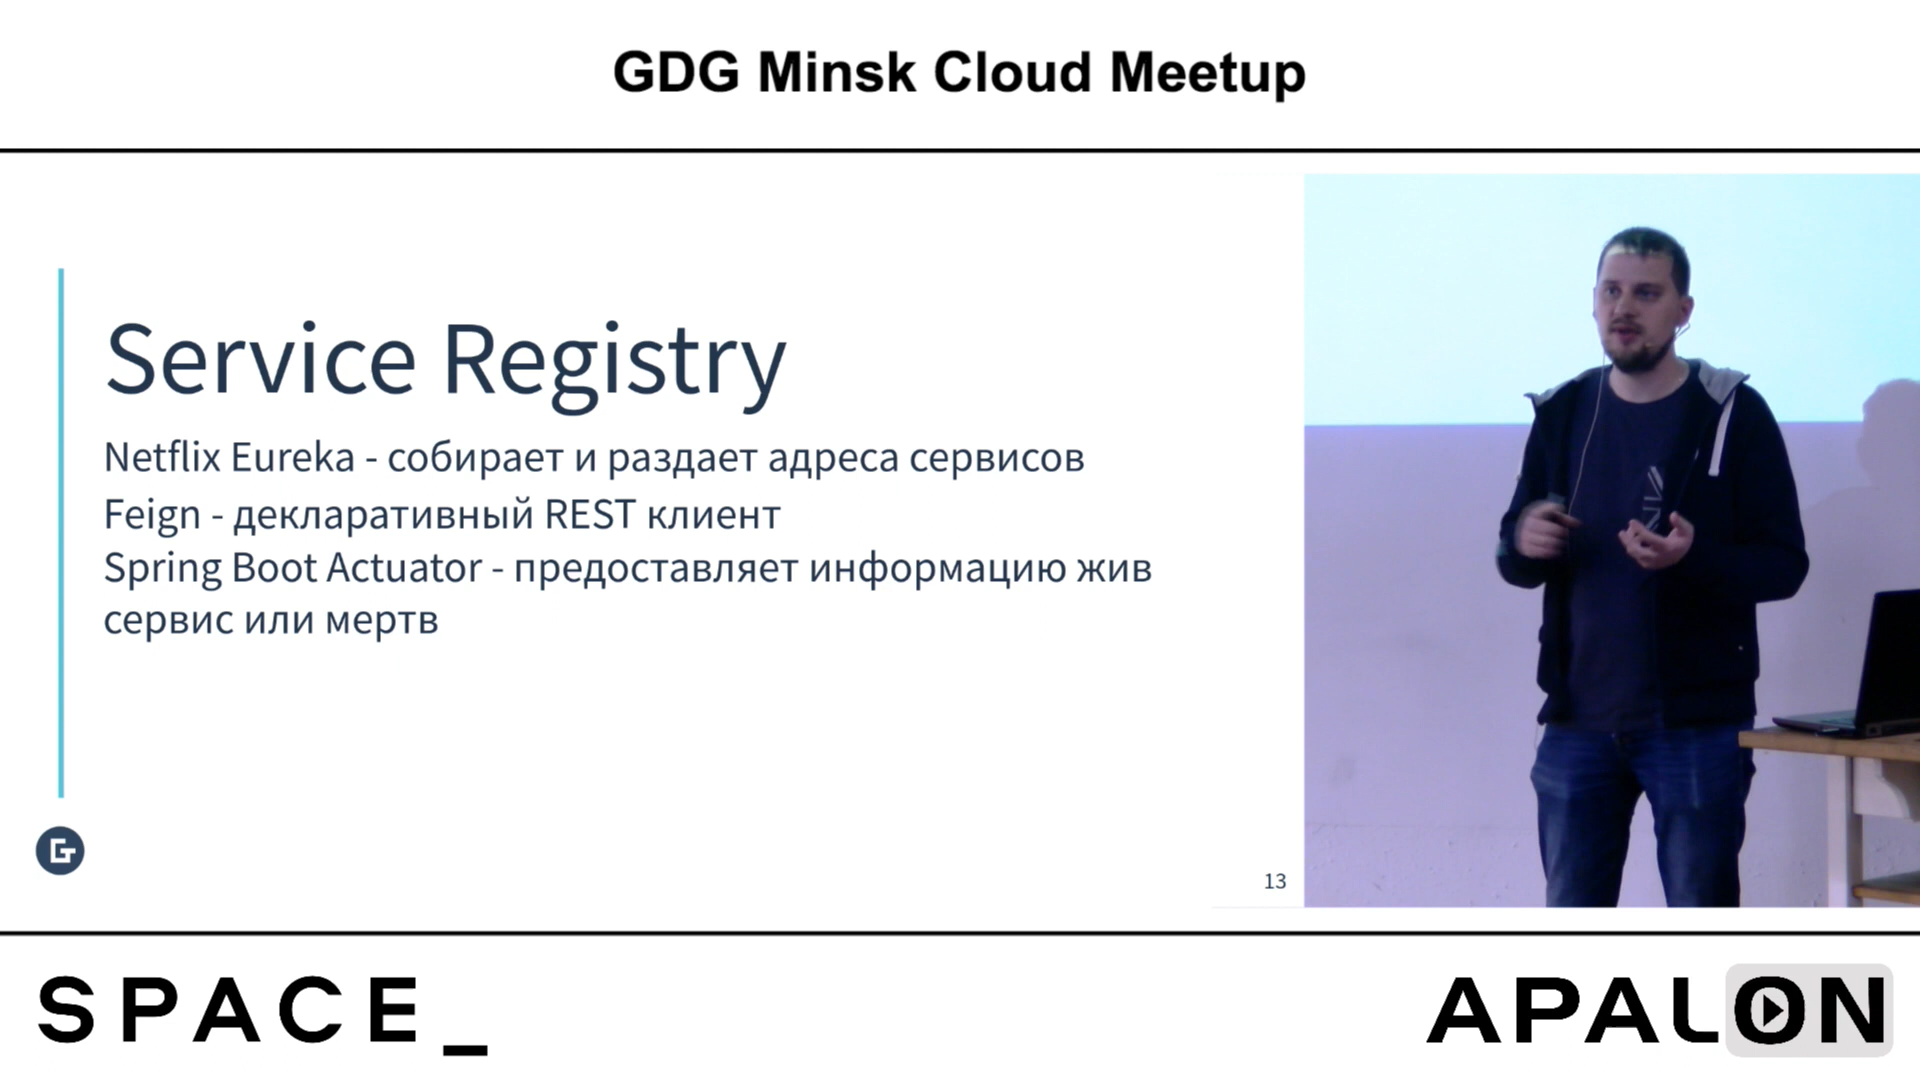 GDG Minsk Cloud Meetup
Service Registry
Netflix Eureka - собирает и раздает адреса сервисов
Feign - декларативный REST клиент
Spring Boot Actuator - предоставляет информацию жив
сервис или мертв
13
SPACE_
APALON